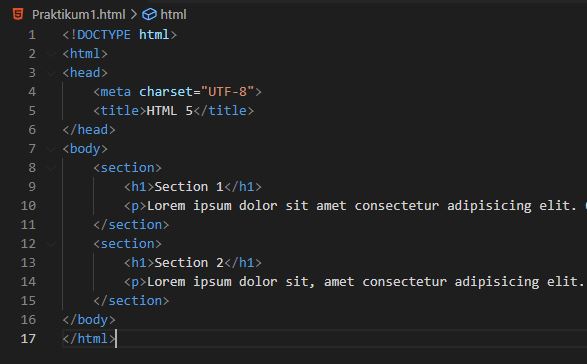 Praktikum1.html > html
1 <!DOCTYPE html>
2 <html>
3 <head>
4 <meta charset="UTF-8">
5 <title>HTML 5</title>
6 </head>
7 <body>
8 <section>
9 <h1>Section 1</h1>
10 <p>Lorem ipsum dolor sit amet consectetur adipisicing elit.
11 </section>
12 <section>
13 <h1>Section 2</h1>
14 <p>Lorem ipsum dolor sit, amet consectetur adipisicing elit.
15 </section>
16 </body>
17 </html>